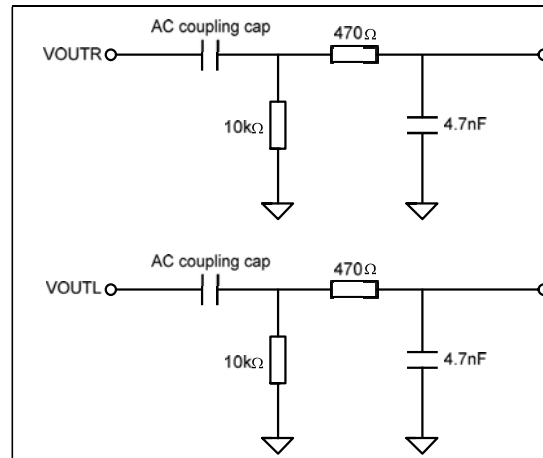 AC coupling cap
470Ω
VOUTR
10kΩ
4.7nF
AC coupling cap
470Ω
VOUTL
10kΩ
4.7nF